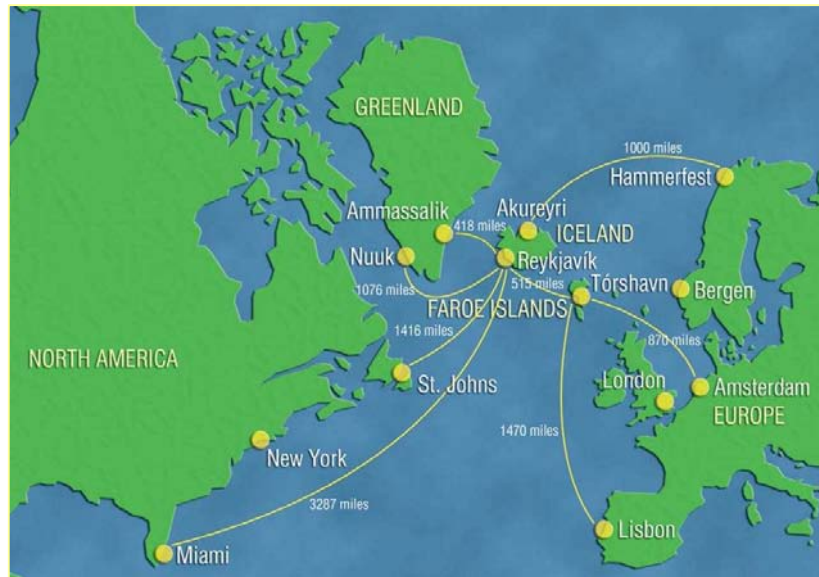 GREENLAND
1000 miles
Hammerfest
Ammassalik
418 miles
Akureyri
ICELAND
Nuuk
Reykjavík
1076 miles
515 miles
Tórshavn
Bergen
FAROE ISLANDS
1416 miles
870 miles
NORTH AMERICA
St. Johns
London
Amsterdam
EUROPE
1470 miles
New York
3287 miles
Miami
Lisbon